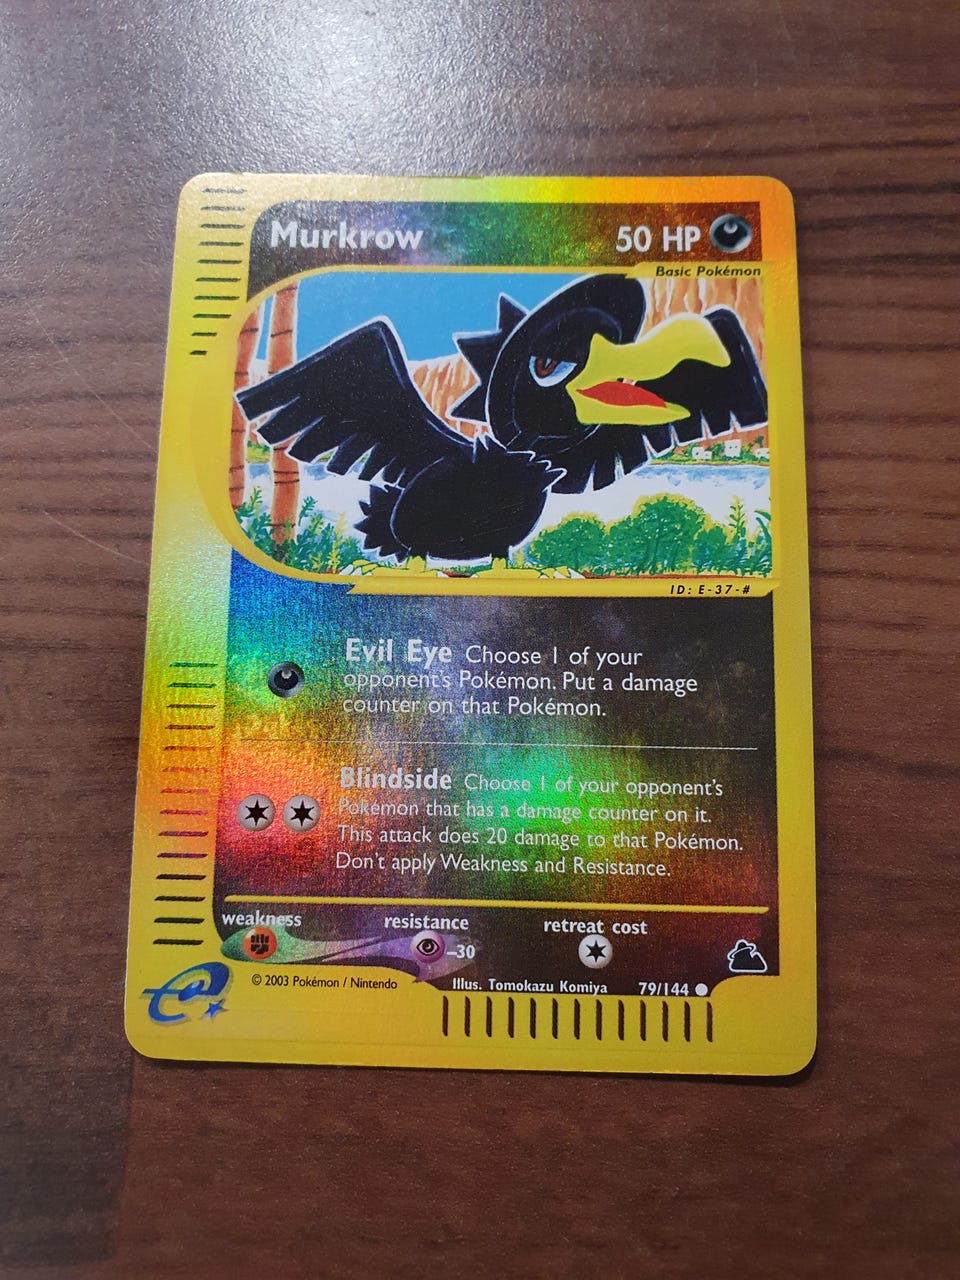 Murkrow 50 HP
Basic Pokémon
ID: E-37-#
Evil Eye Choose 1 of your
opponent's Pokémon. Put a damage
counter on that Pokémon.
Blindside Choose 1 of your opponent's
Pokémon that has a damage counter on it.
This attack does 20 damage to that Pokémon.
Don't apply Weakness and Resistance.
weakness resistance retreat cost
–30
© 2003 Pokémon / Nintendo Illus. Tomokazu Komiya 79/144
e